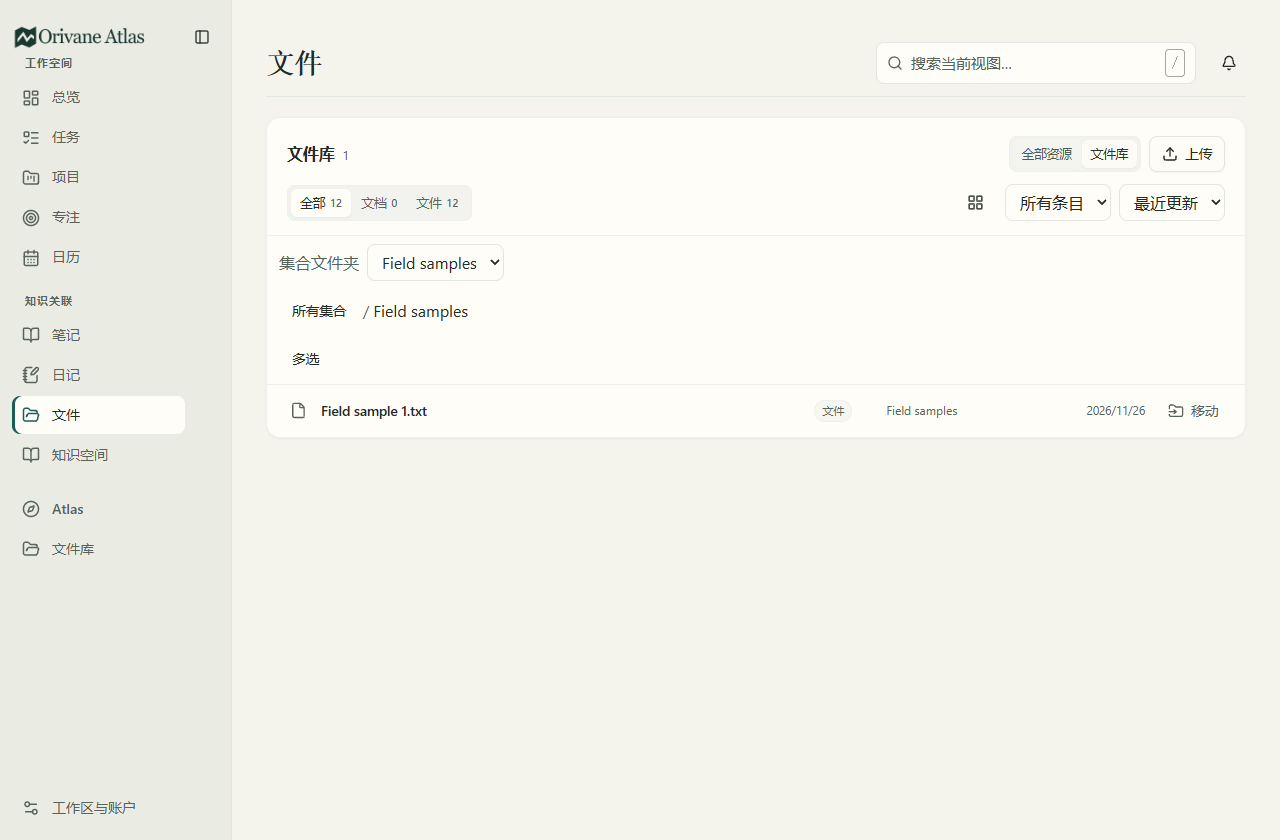 Orivane Atlas
工作空间
总览
任务
项目
专注
日历
知识关联
笔记
日记
文件
知识空间
Atlas
文件库
工作区与账户
文件
搜索当前视图... /
文件库 1
全部资源 文件库 上传
全部 12 文档 0 文件 12
所有条目 最近更新
集合文件夹 Field samples
所有集合 / Field samples
多选
Field sample 1.txt 文件 Field samples 2026/11/26 移动